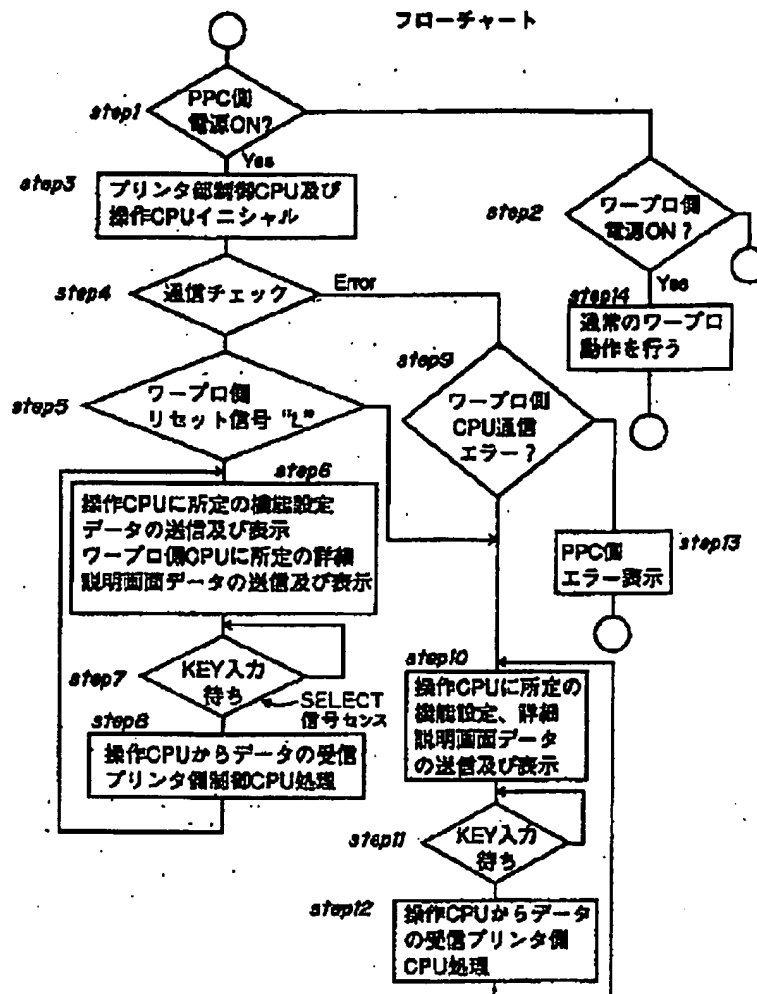 フローチャート
step1
PPC側
電源ON?
Yes
step3
プリンタ部制御CPU及び
操作CPUイニシャル
step2
ワープロ側
電源ON?
Yes
step14
通常のワープロ
動作を行う
step4
通信チェック
Error
step5
ワープロ側
リセット信号 "L"
step9
ワープロ側
CPU通信
エラー?
step6
操作CPUに所定の機能設定
データの送信及び表示
ワープロ側CPUに所定の詳細
説明画面データの送信及び表示
PPC側
エラー表示
step13
step7
KEY入力
待ち
SELECT
信号センス
step8
操作CPUからデータの受信
プリンタ側制御CPU処理
step10
操作CPUに所定の
機能設定、詳細
説明画面データ
の送信及び表示
step11
KEY入力
待ち
step12
操作CPUからデータ
の受信プリンタ側
CPU処理